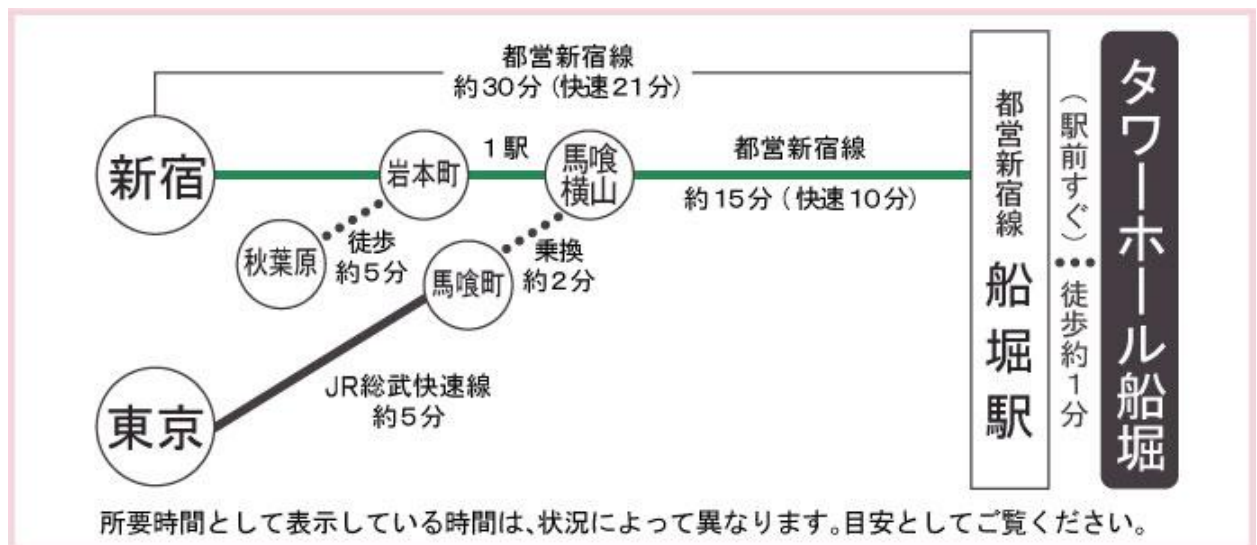 都営新宿線
約30分(快速21分)
新宿
岩本町
1駅
馬喰
横山
都営新宿線
約15分(快速10分)
秋葉原
徒歩
約5分
馬喰町
乗換
約2分
東京
JR総武快速線
約5分
都営新宿線 船堀駅
(駅前すぐ)
徒歩約1分
タワーホール船堀
所要時間として表示している時間は、状況によって異なります。目安としてご覧ください。